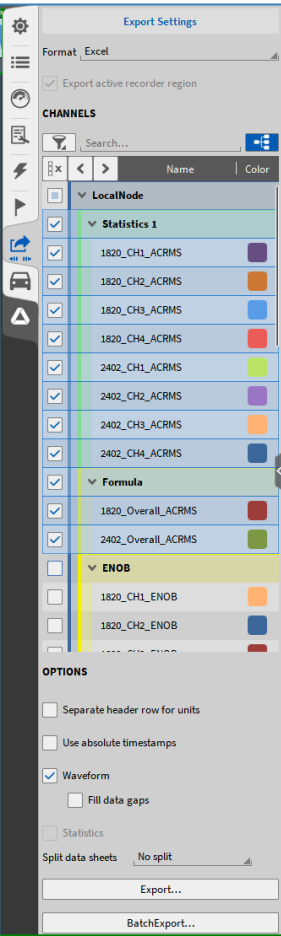 Export Settings
Format Excel
Export active recorder region
CHANNELS
Search...
x Name Color
LocalNode
Statistics 1
1820_CH1_ACRMS
1820_CH2_ACRMS
1820_CH3_ACRMS
1820_CH4_ACRMS
2402_CH1_ACRMS
2402_CH2_ACRMS
2402_CH3_ACRMS
2402_CH4_ACRMS
Formula
1820_Overall_ACRMS
2402_Overall_ACRMS
ENOB
1820_CH1_ENOB
1820_CH2_ENOB
OPTIONS
Separate header row for units
Use absolute timestamps
Waveform
Fill data gaps
Statistics
Split data sheets No split
Export...
BatchExport...